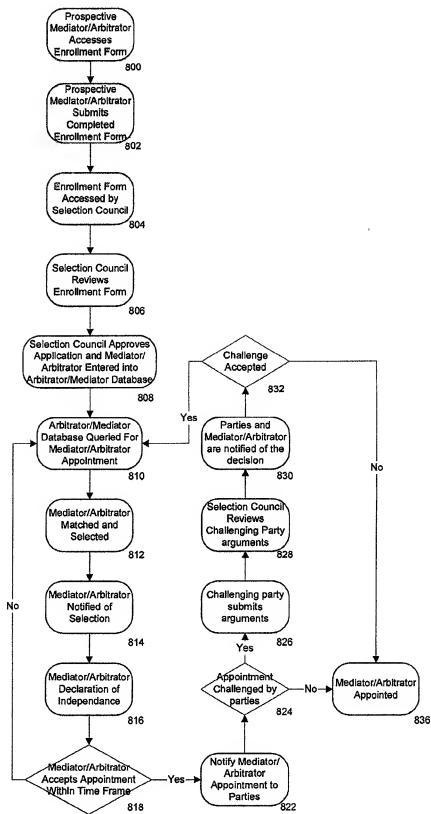 Prospective
Mediator/Arbitrator
Accesses
Enrollment Form
800
Prospective
Mediator/Arbitrator
Submits
Completed
Enrollment Form
802
Enrollment Form
Accessed by
Selection Council
804
Selection Council
Reviews
Enrollment Form
806
Selection Council Approves
Application and Mediator/
Arbitrator Entered into
Arbitrator/Mediator Database
808
Arbitrator/Mediator
Database Queried For
Mediator/Arbitrator
Appointment
810
Mediator/Arbitrator
Matched and
Selected
812
Mediator/Arbitrator
Notified of
Selection
814
Mediator/Arbitrator
Declaration of
Independance
816
Mediator/Arbitrator
Accepts Appointment
Within Time Frame
818
No
Yes
Notify Mediator/
Arbitrator
Appointment to
Parties
822
Appointment
Challenged by
parties
824
Yes
No
Challenging party
submits
arguments
826
Selection Council
Reviews
Challenging Party
arguments
828
Parties and
Mediator/Arbitrator
are notified of the
decision
830
Challenge
Accepted
832
Yes
No
Mediator/Arbitrator
Appointed
836